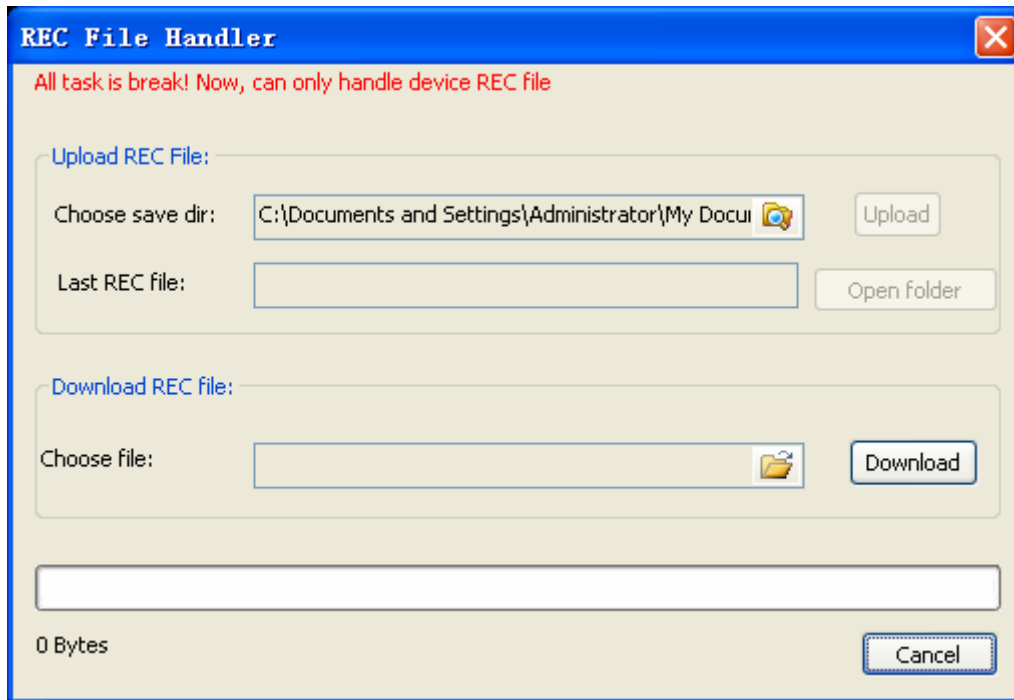 REC File Handler
All task is break! Now, can only handle device REC file
Upload REC File:
Choose save dir: C:\Documents and Settings\Administrator\My Docu Upload
Last REC file: Open folder
Download REC file:
Choose file: Download
0 Bytes
Cancel